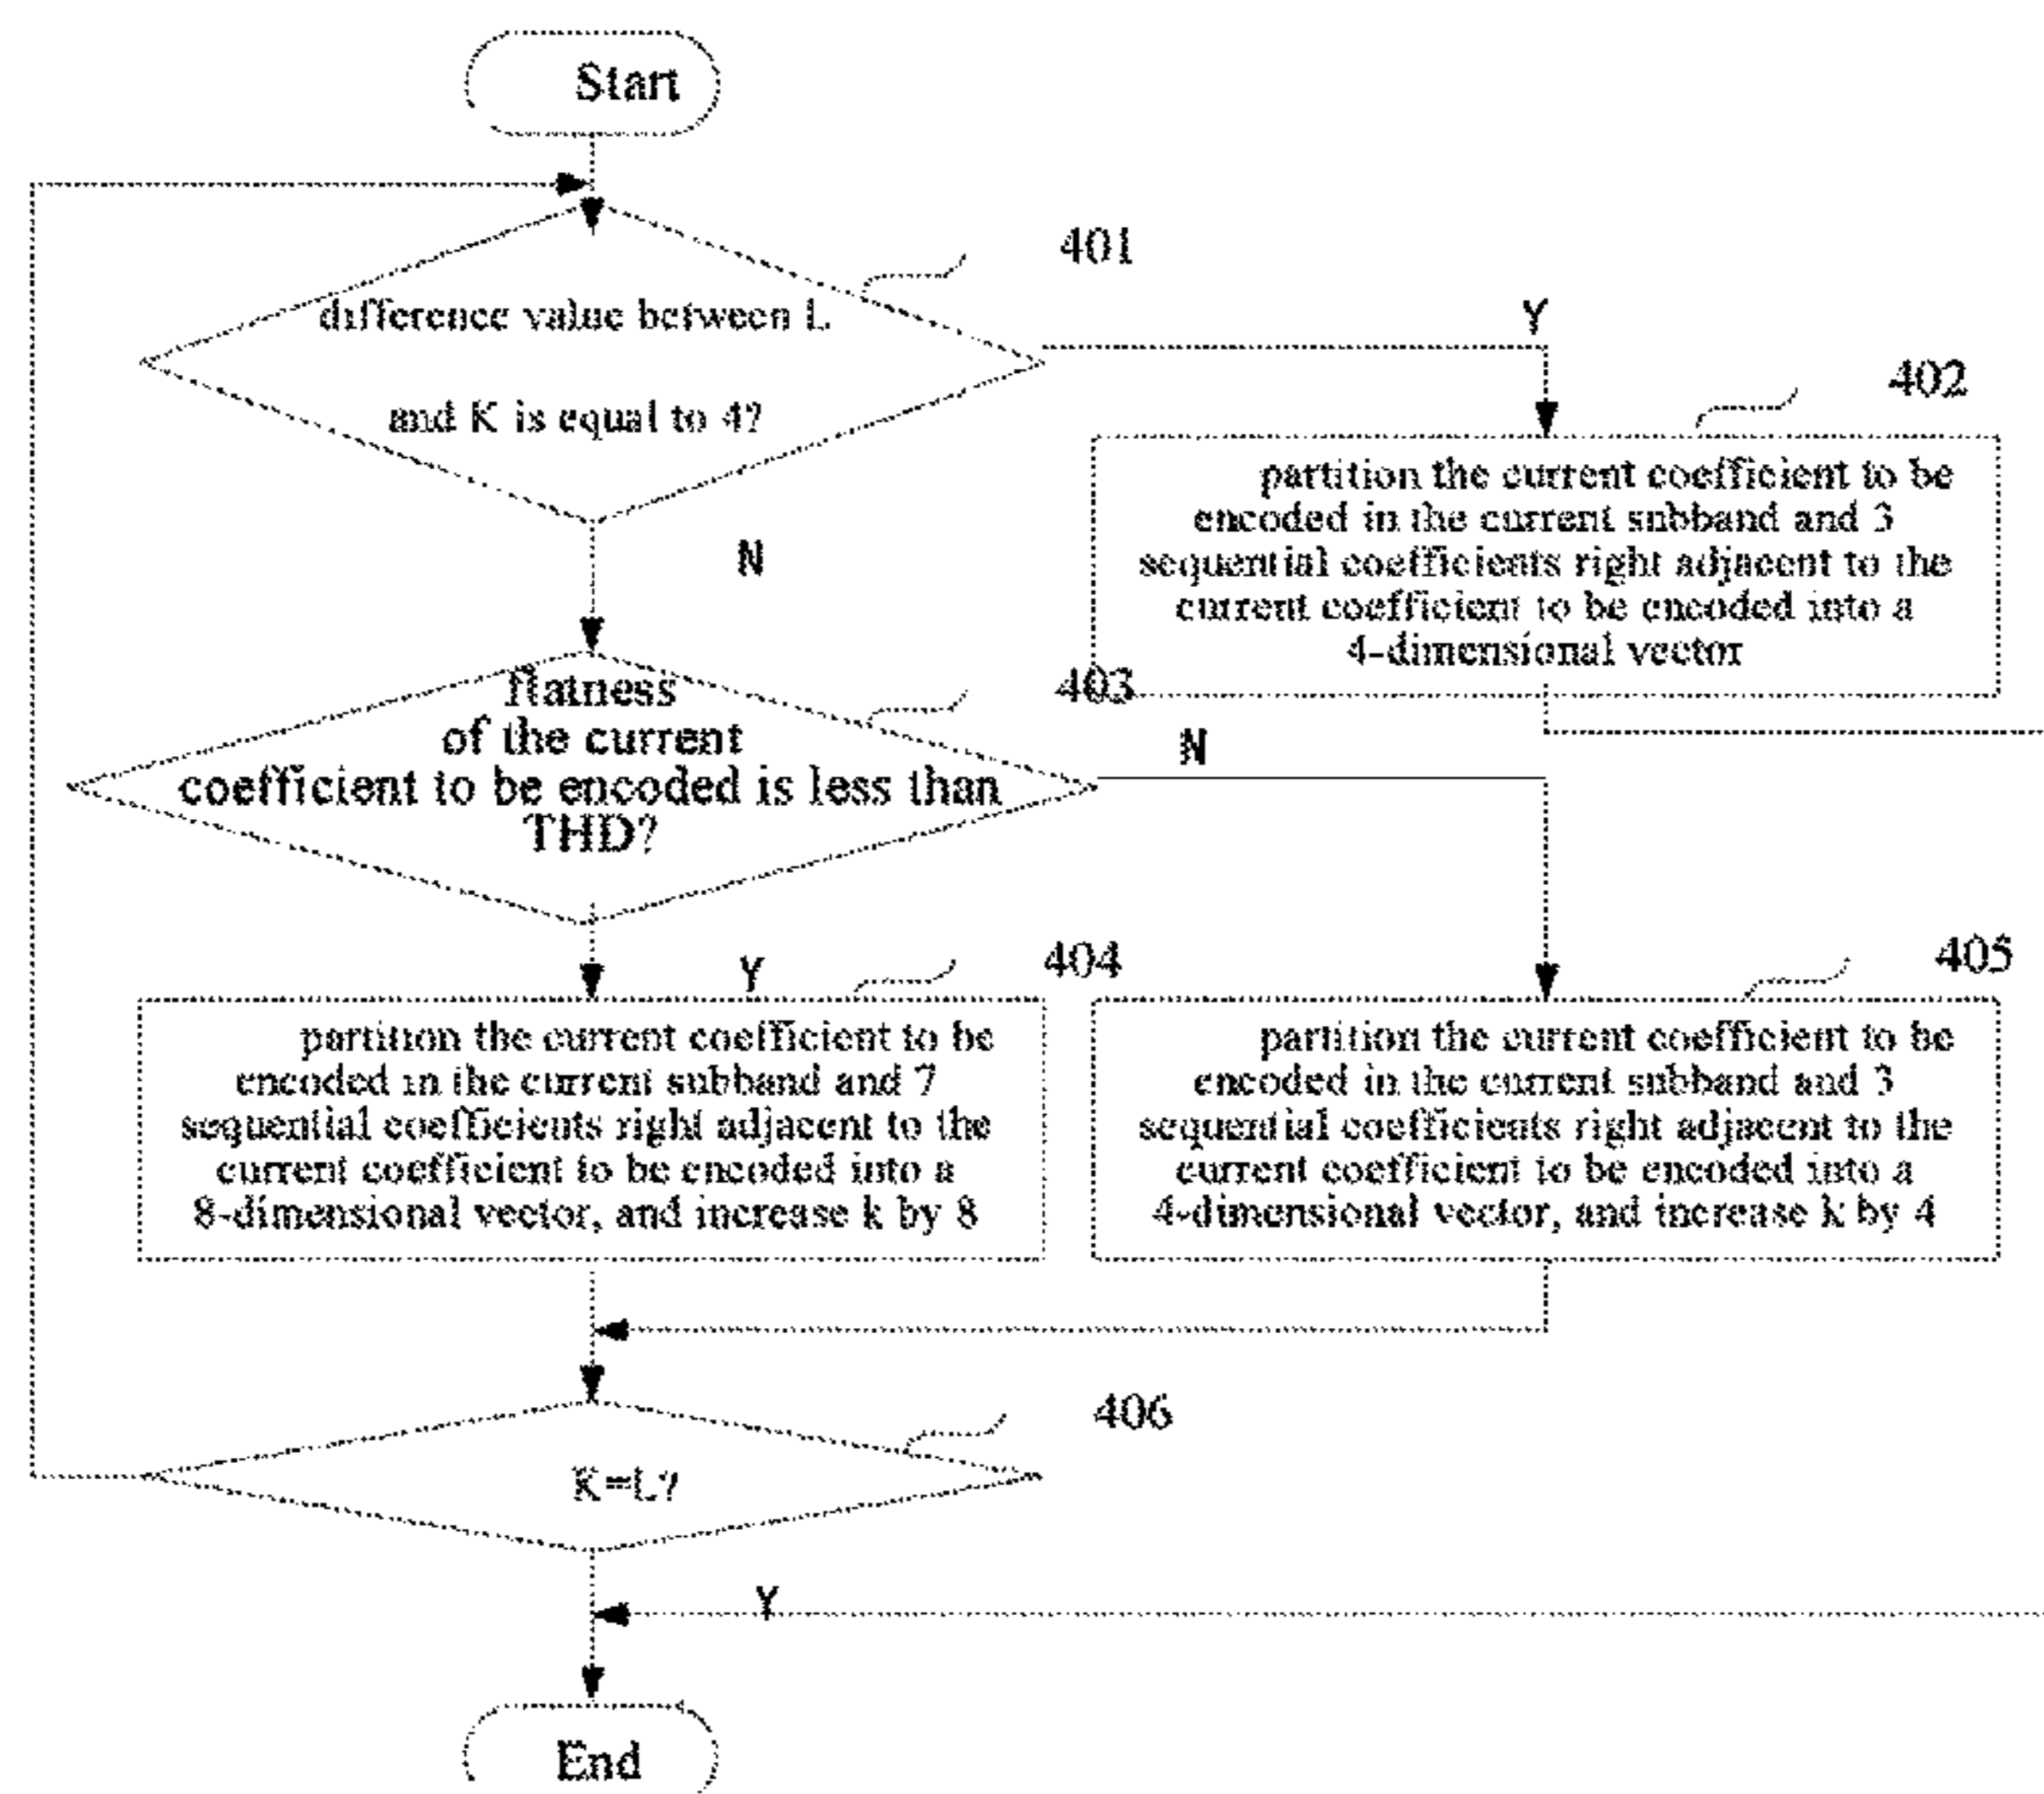 Start
401
difference value between L
and K is equal to 4?
Y
402
partition the current coefficient to be
encoded in the current subband and 3
sequential coefficients right adjacent to the
current coefficient to be encoded into a
4-dimensional vector
N
403
flatness
of the current
coefficient to be encoded is less than
THD?
N
Y
404
partition the current coefficient to be
encoded in the current subband and 7
sequential coefficients right adjacent to the
current coefficient to be encoded into a
8-dimensional vector, and increase k by 8
405
partition the current coefficient to be
encoded in the current subband and 3
sequential coefficients right adjacent to the
current coefficient to be encoded into a
4-dimensional vector, and increase k by 4
406
K=L?
Y
End